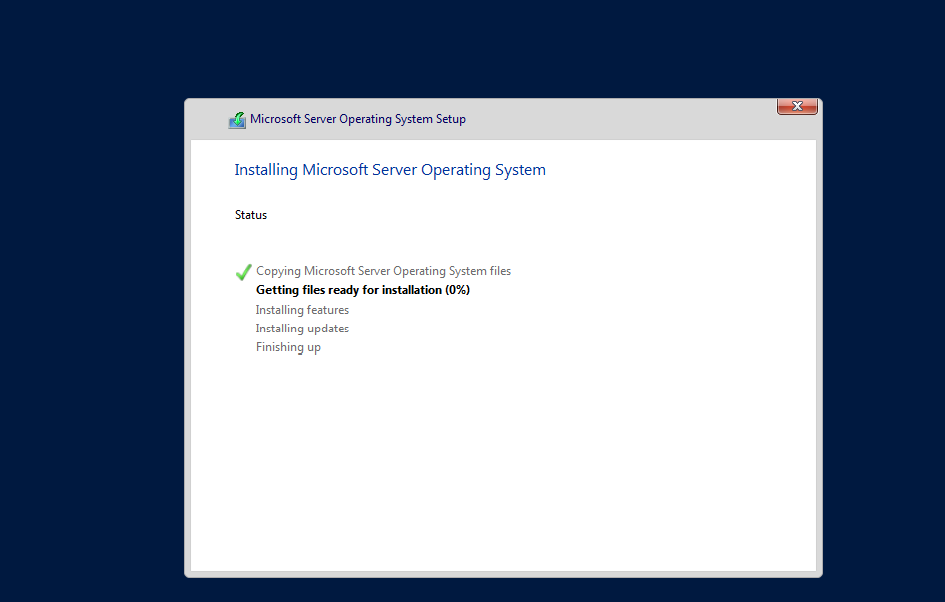 Microsoft Server Operating System Setup
Installing Microsoft Server Operating System
Status
Copying Microsoft Server Operating System files
Getting files ready for installation (0%)
Installing features
Installing updates
Finishing up